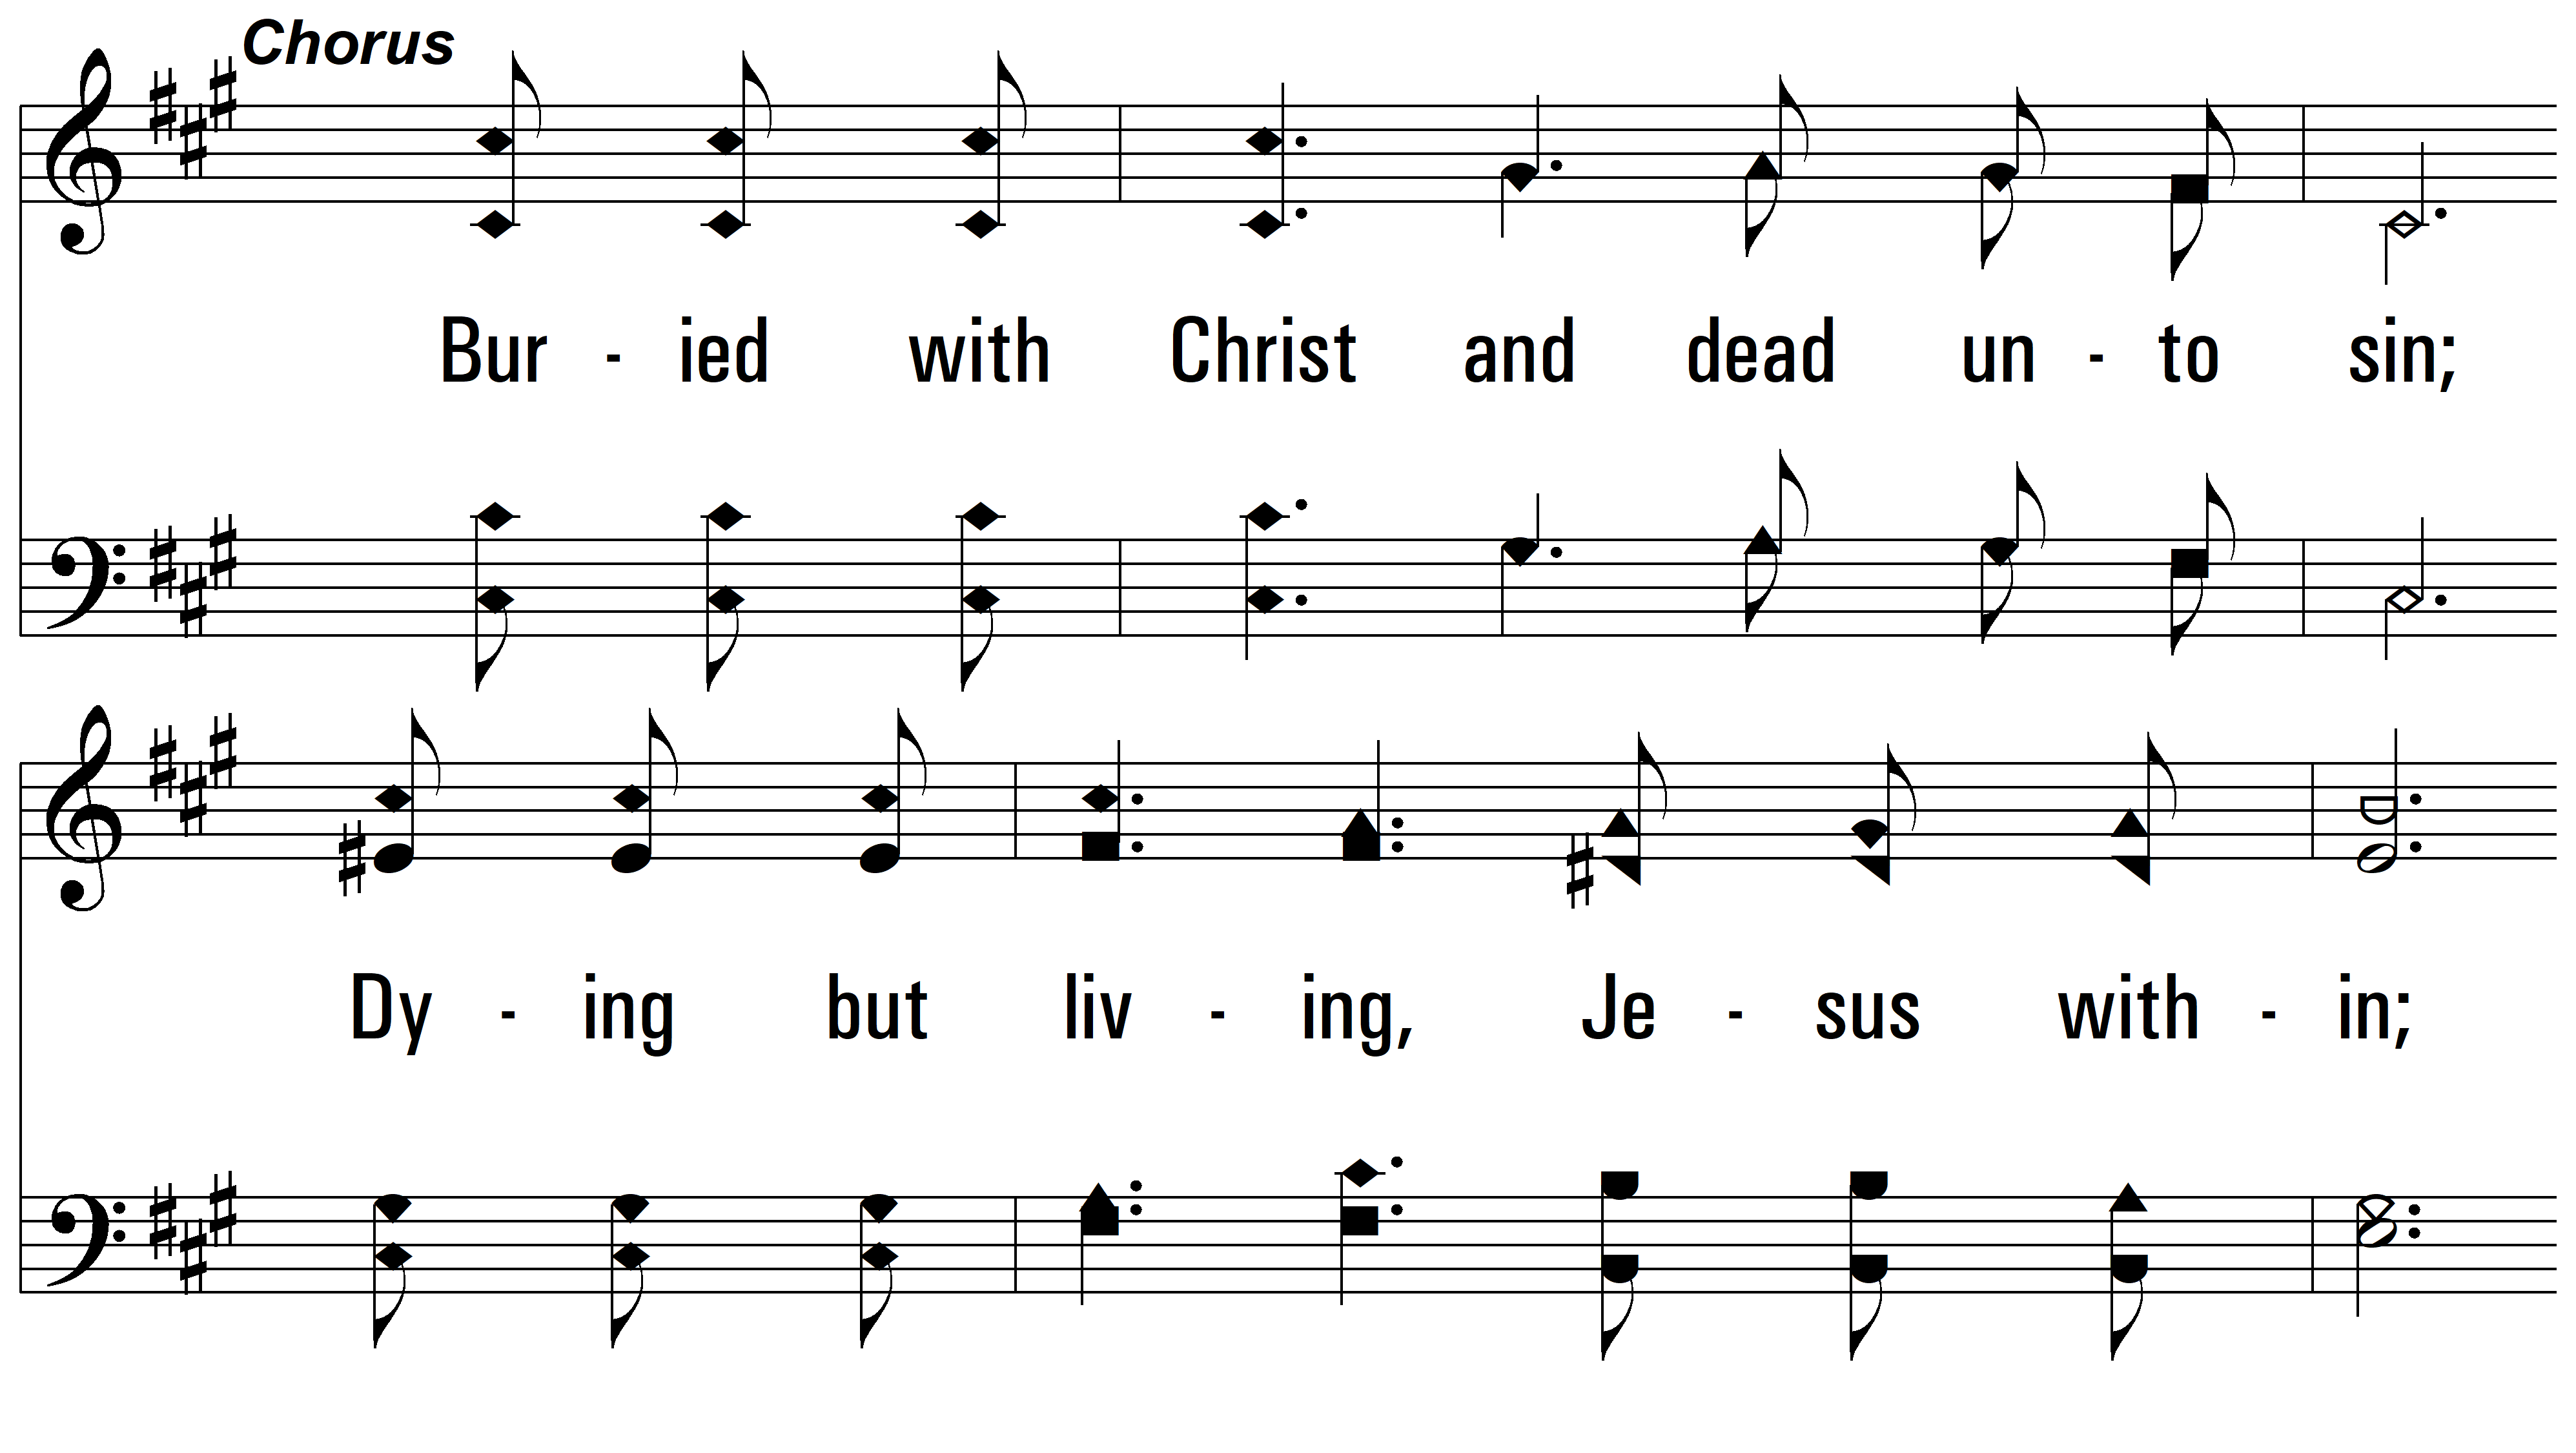 Chorus
Bur - ied with Christ and dead un - to sin;
Dy - ing but liv - ing, Je - sus with - in;